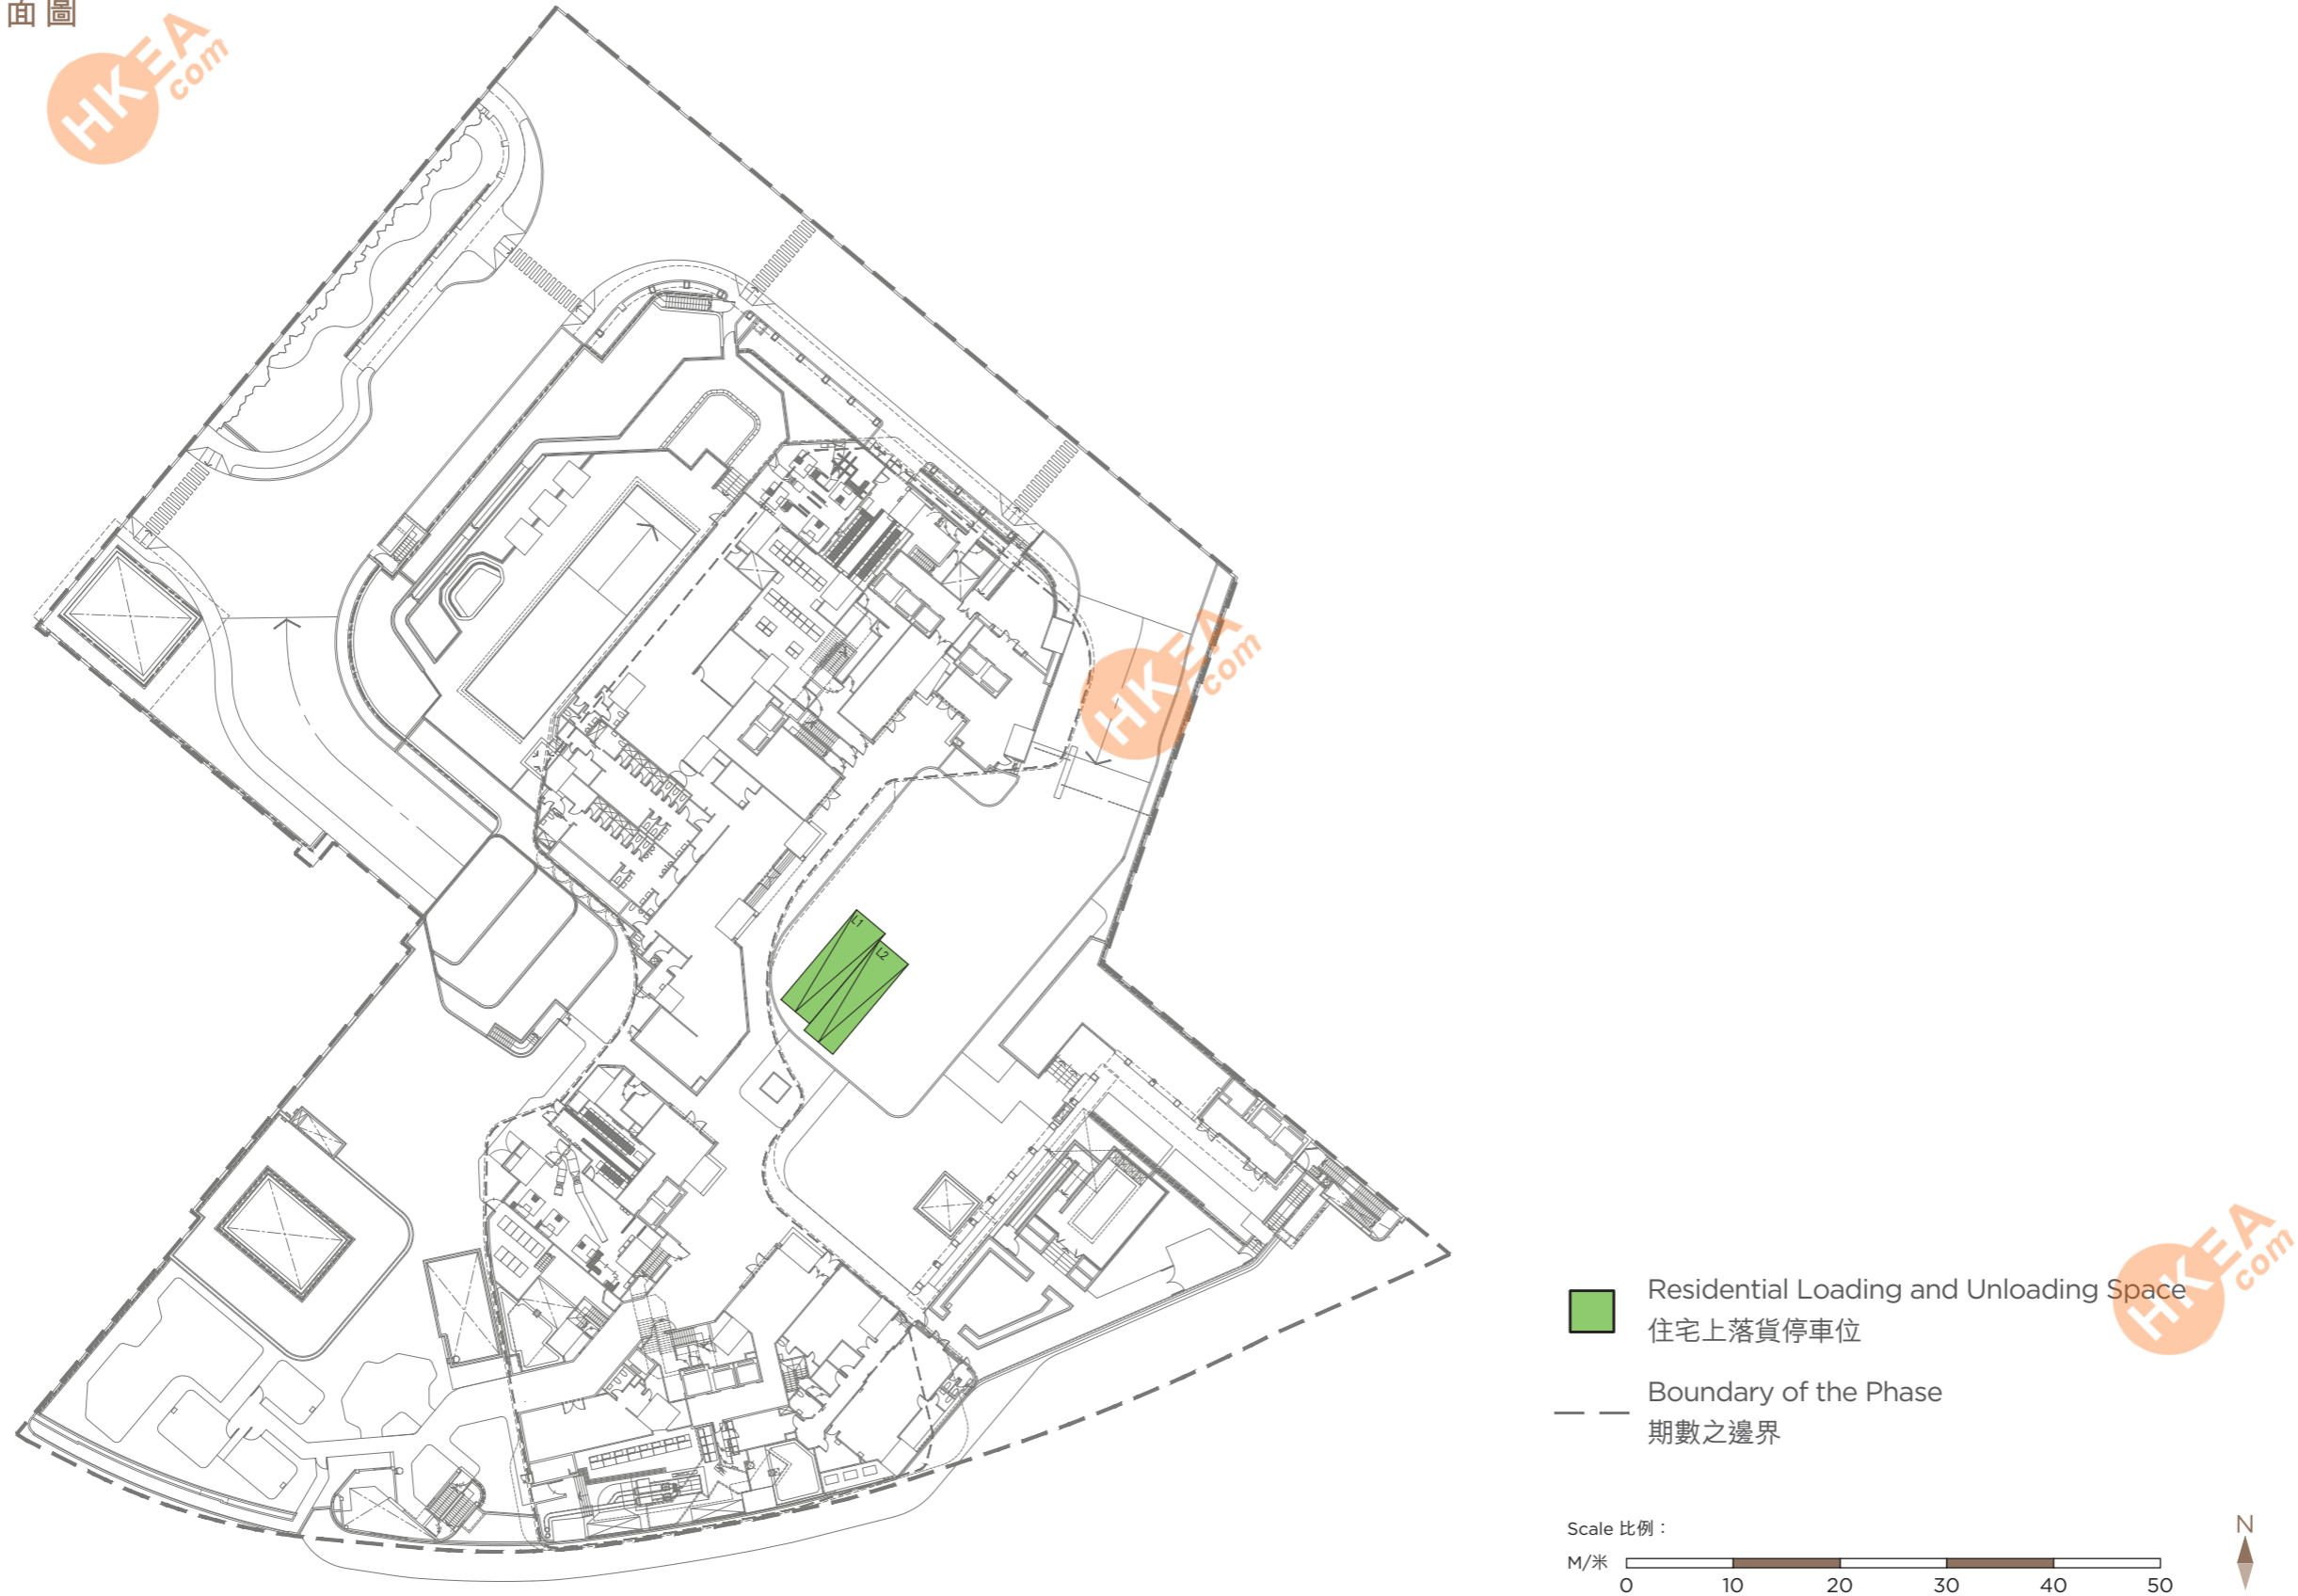 面圖
HKEA
com
HKEA
com
L1
L2
Residential Loading and Unloading Space
住宅上落貨停車位
HKEA
com
Boundary of the Phase
期數之邊界
Scale 比例：
N
M/米
0 10 20 30 40 50